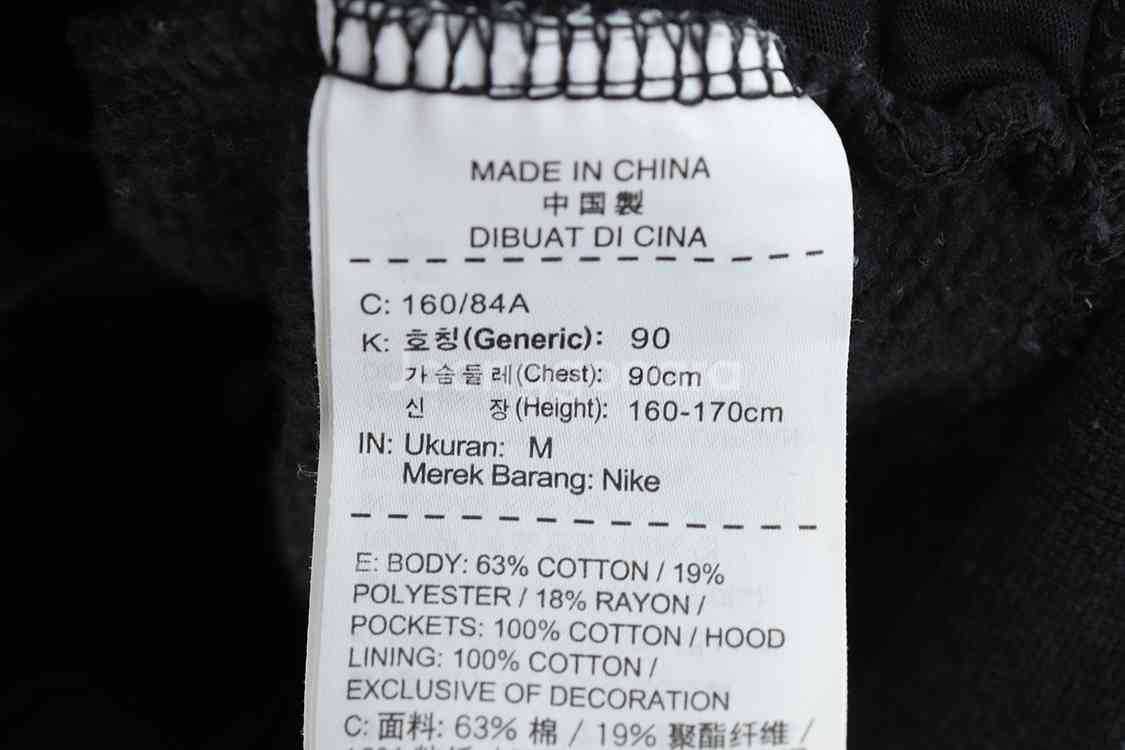 MADE IN CHINA
中国製
DIBUAT DI CINA
C: 160/84A
K: 호칭(Generic): 90
가슴둘레(Chest): 90cm
신 장(Height): 160-170cm
IN: Ukuran: M
Merek Barang: Nike
E: BODY: 63% COTTON / 19%
POLYESTER / 18% RAYON /
POCKETS: 100% COTTON / HOOD
LINING: 100% COTTON /
EXCLUSIVE OF DECORATION
C: 面料: 63% 棉 / 19% 聚酯纤维 /